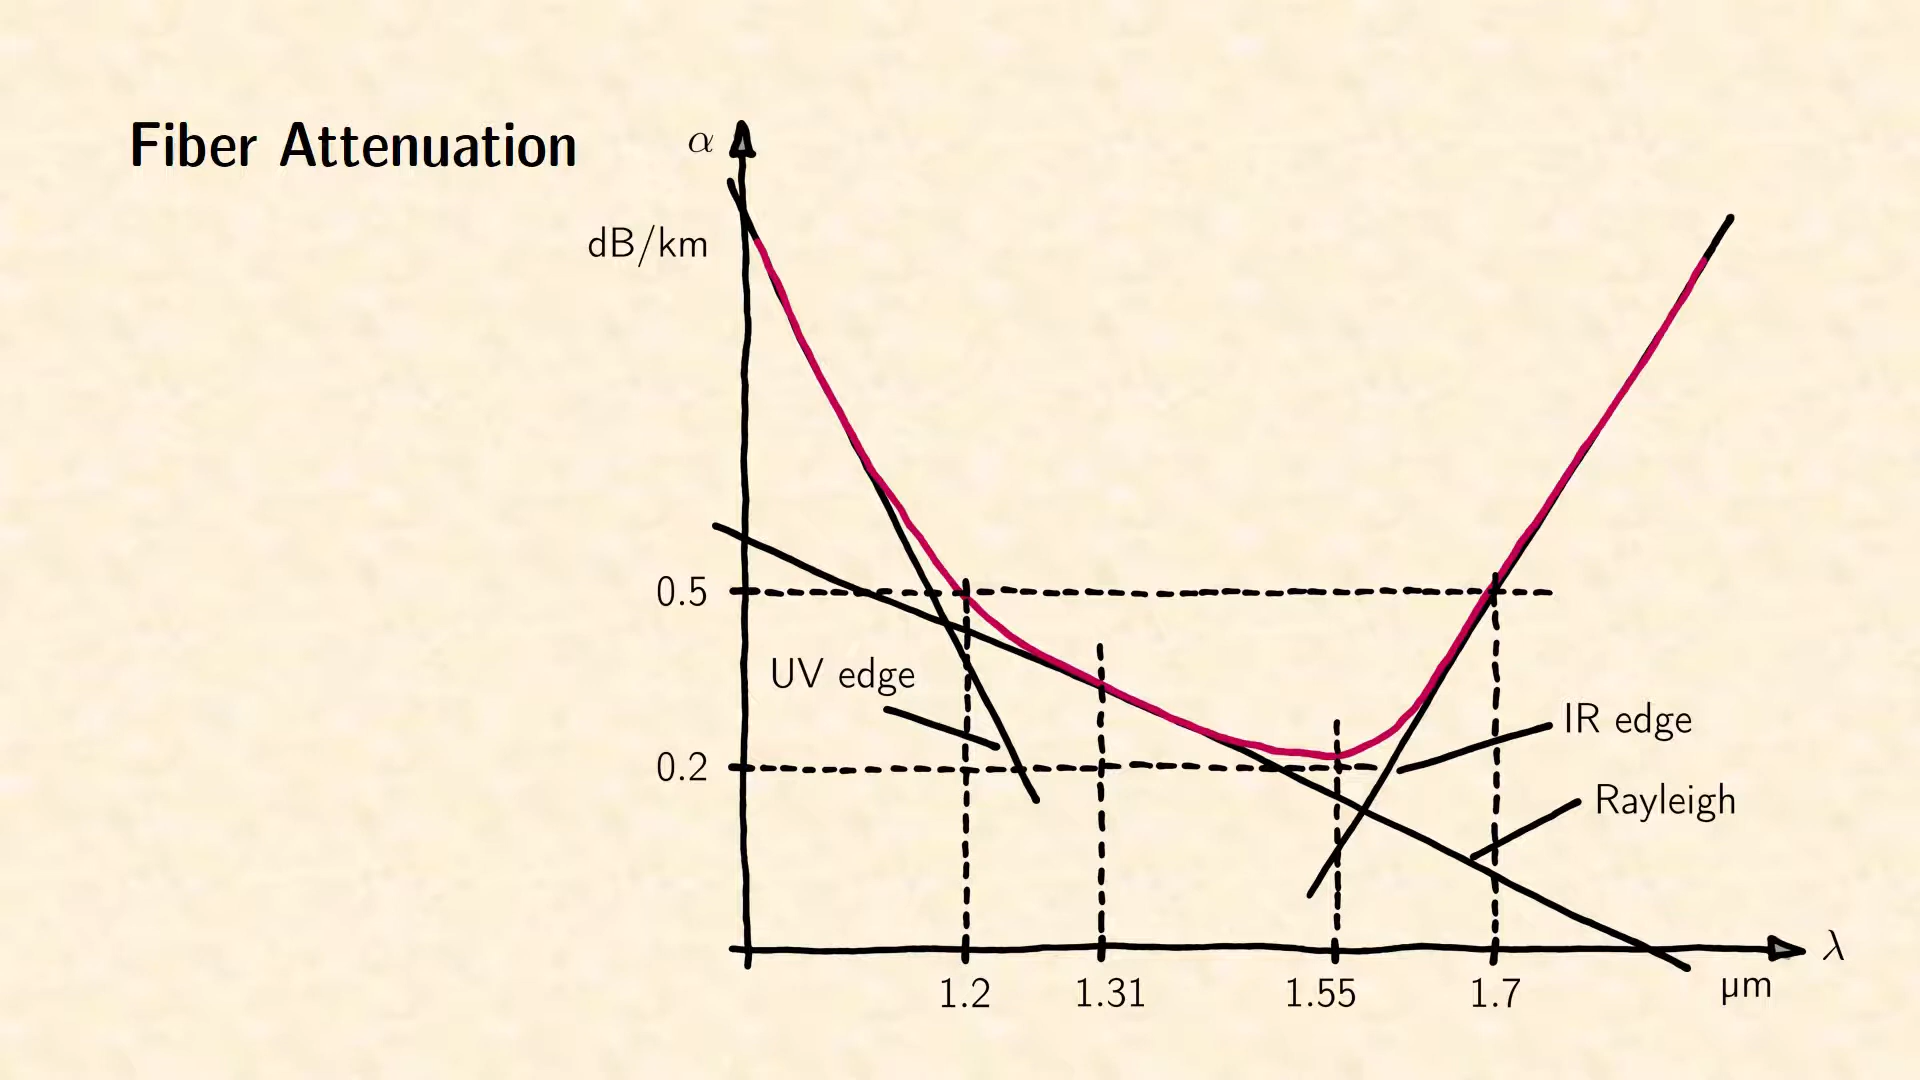 Fiber Attenuation
α
dB/km
0.5
UV edge
IR edge
0.2
Rayleigh
λ
1.2
1.31
1.55
1.7
µm